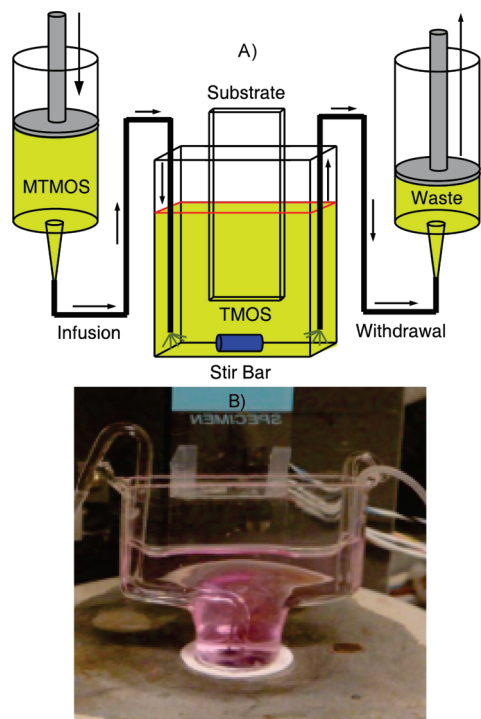 A)
Substrate
MTMOS
Waste
TMOS
Infusion
Withdrawal
Stir Bar
B)
SPECIMEN